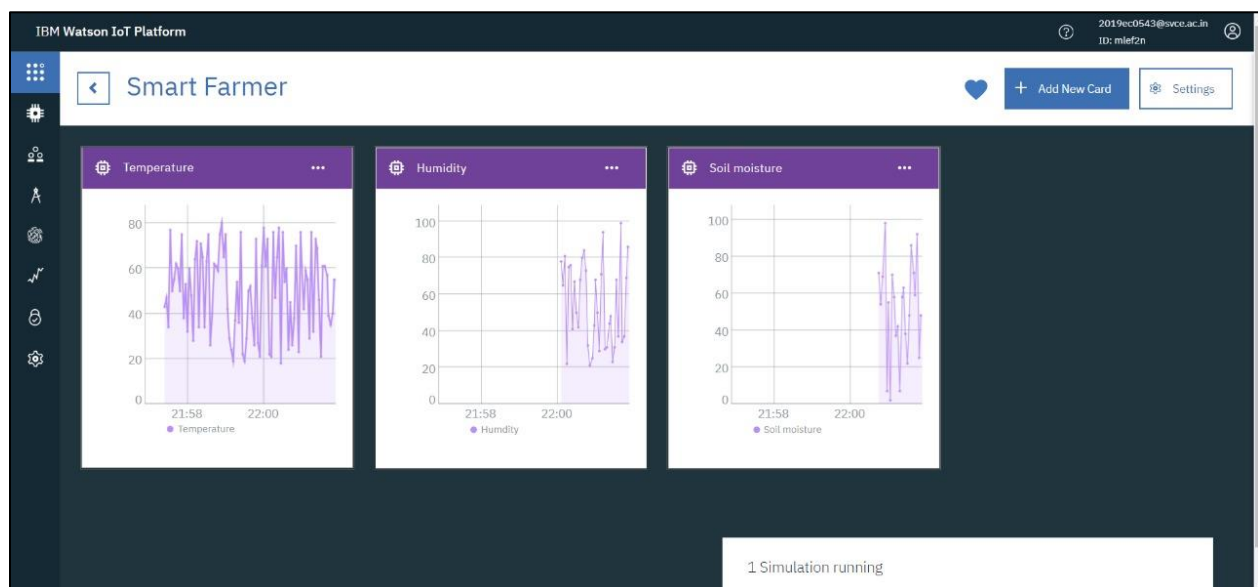 IBM Watson IoT Platform
2019ec0543@svce.ac.in
ID: mlef2n
Smart Farmer
+ Add New Card
Settings
Temperature
80
60
40
20
0
21:58 22:00
Temperature
Humidity
100
80
60
40
20
0
21:58 22:00
Humdity
Soil moisture
100
80
60
40
20
0
21:58 22:00
Soil moisture
1 Simulation running